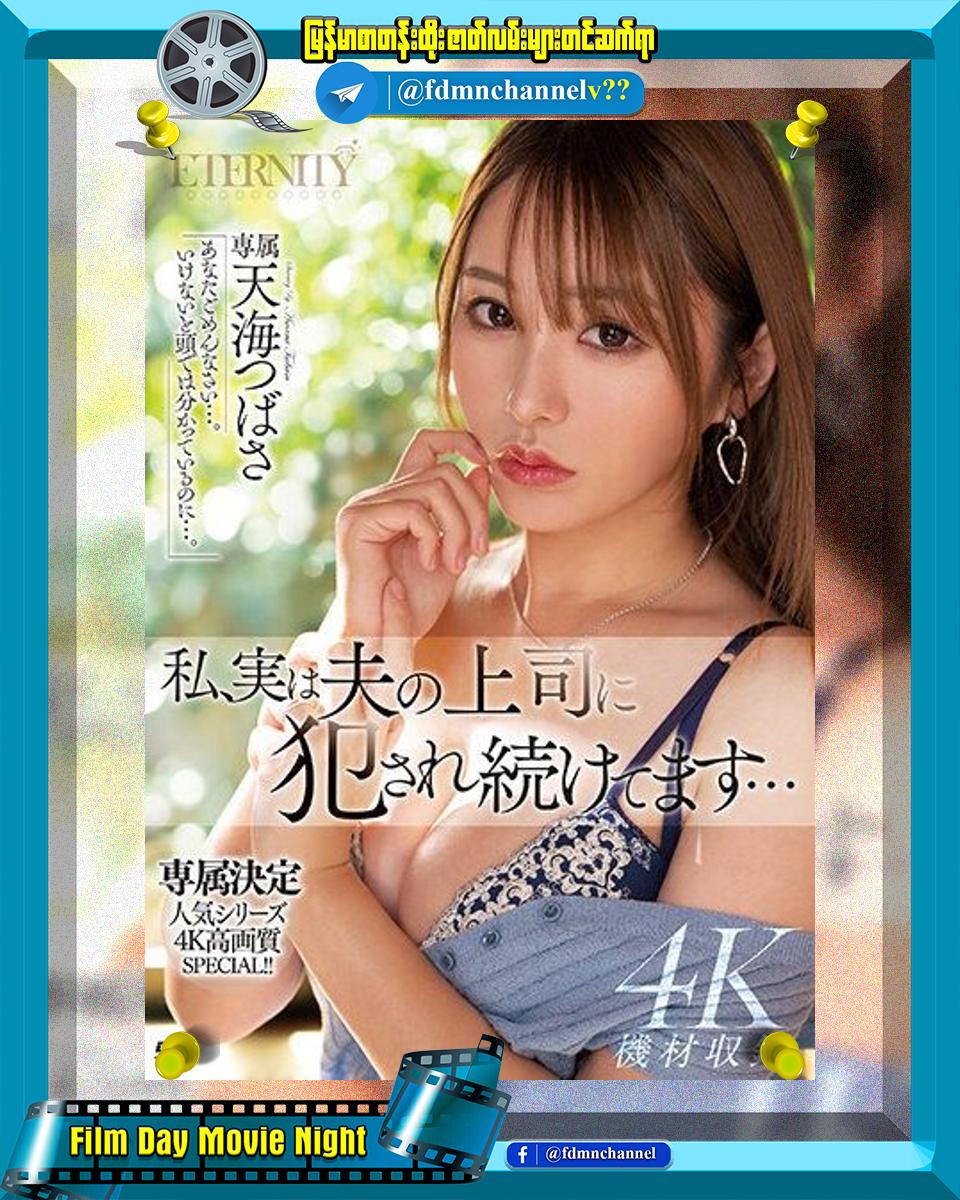 မြန်မာစာတန်းထိုးဇာတ်လမ်းများတင်ဆက်ရာ
@fdmnchannelv??
ETERNITY
専属
天海つばさ
あなたごめんなさい…。
いけないと頭では分かっているのに…。
私、実は夫の上司に
犯され続けてます…
専属決定
人気シリーズ
4K高画質
SPECIAL!!
4K
機材収
Film Day Movie Night
@fdmnchannel